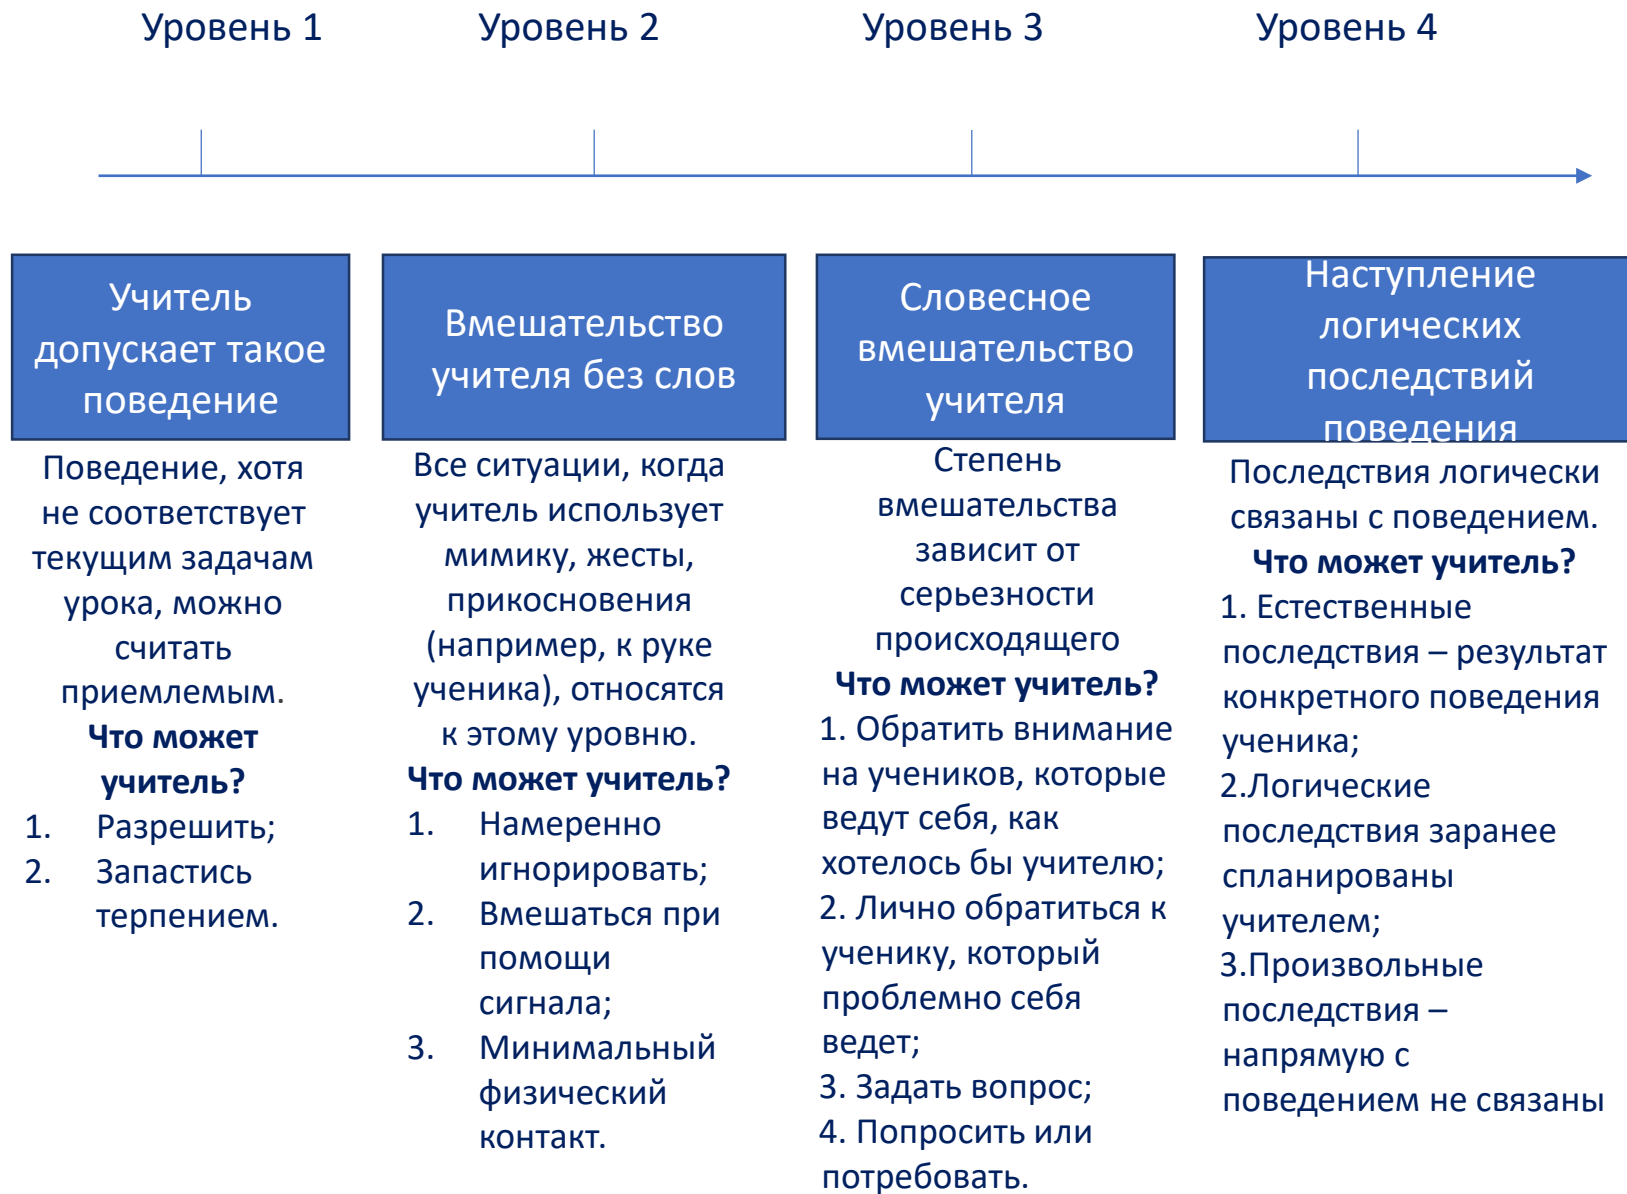 Уровень 1
Уровень 2
Уровень 3
Уровень 4
Учитель
допускает такое
поведение
Поведение, хотя
не соответствует
текущим задачам
урока, можно
считать
приемлемым.
Что может
учитель?
1. Разрешить;
2. Запастись
терпением.
Вмешательство
учителя без слов
Все ситуации, когда
учитель использует
мимику, жесты,
прикосновения
(например, к руке
ученика), относятся
к этому уровню.
Что может учитель?
1. Намеренно
игнорировать;
2. Вмешаться при
помощи
сигнала;
3. Минимальный
физический
контакт.
Словесное
вмешательство
учителя
Степень
вмешательства
зависит от
серьезности
происходящего
Что может учитель?
1. Обратить внимание
на учеников, которые
ведут себя, как
хотелось бы учителю;
2. Лично обратиться к
ученику, который
проблемно себя
ведет;
3. Задать вопрос;
4. Попросить или
потребовать.
Наступление
логических
последствий
поведения
Последствия логически
связаны с поведением.
Что может учитель?
1. Естественные
последствия – результат
конкретного поведения
ученика;
2.Логические
последствия заранее
спланированы
учителем;
3.Произвольные
последствия –
напрямую с
поведением не связаны